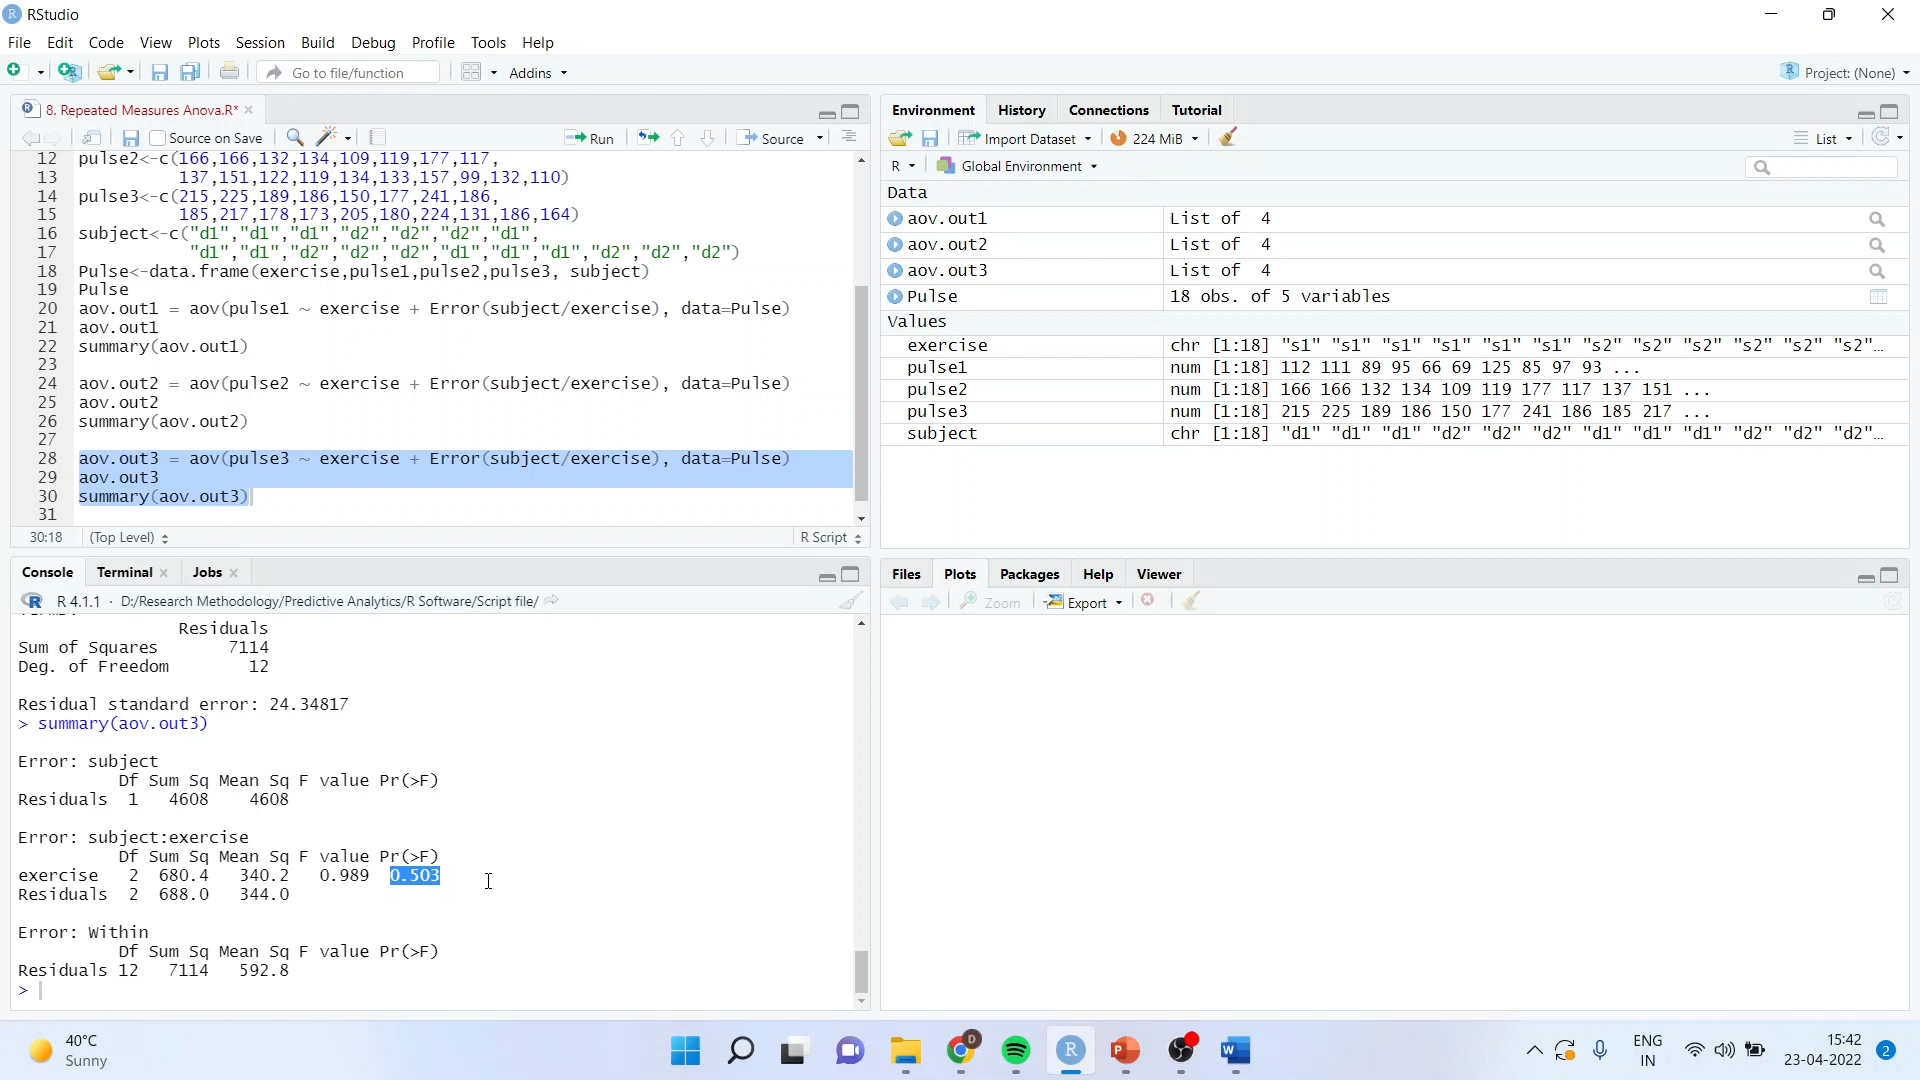 RStudio
File Edit Code View Plots Session Build Debug Profile Tools Help
Go to file/function Addins Project: (None)
8. Repeated Measures Anova.R*
Source on Save Run Source
12 pulse2<-c(166,166,132,134,109,119,177,117,
13 137,151,122,119,134,133,157,99,132,110)
14 pulse3<-c(215,225,189,186,150,177,241,186,
15 185,217,178,173,205,180,224,131,186,164)
16 subject<-c("d1","d1","d1","d2","d2","d2","d1",
17 "d1","d1","d2","d2","d2","d1","d1","d1","d2","d2","d2")
18 Pulse<-data.frame(exercise,pulse1,pulse2,pulse3, subject)
19 Pulse
20 aov.out1 = aov(pulse1 ~ exercise + Error(subject/exercise), data=Pulse)
21 aov.out1
22 summary(aov.out1)
23
24 aov.out2 = aov(pulse2 ~ exercise + Error(subject/exercise), data=Pulse)
25 aov.out2
26 summary(aov.out2)
27
28 aov.out3 = aov(pulse3 ~ exercise + Error(subject/exercise), data=Pulse)
29 aov.out3
30 summary(aov.out3)
31
30:18 (Top Level) R Script
Console Terminal Jobs
R 4.1.1 · D:/Research Methodology/Predictive Analytics/R Software/Script file/
Residuals
Sum of Squares 7114
Deg. of Freedom 12
Residual standard error: 24.34817
> summary(aov.out3)
Error: subject
Df Sum Sq Mean Sq F value Pr(>F)
Residuals 1 4608 4608
Error: subject:exercise
Df Sum Sq Mean Sq F value Pr(>F)
exercise 2 680.4 340.2 0.989 0.503
Residuals 2 688.0 344.0
Error: Within
Df Sum Sq Mean Sq F value Pr(>F)
Residuals 12 7114 592.8
>
Environment History Connections Tutorial
Import Dataset 224 MiB List
R Global Environment
Data
aov.out1 List of 4
aov.out2 List of 4
aov.out3 List of 4
Pulse 18 obs. of 5 variables
Values
exercise chr [1:18] "s1" "s1" "s1" "s1" "s1" "s1" "s2" "s2" "s2" "s2" "s2" "s2"…
pulse1 num [1:18] 112 111 89 95 66 69 125 85 97 93 ...
pulse2 num [1:18] 166 166 132 134 109 119 177 117 137 151 ...
pulse3 num [1:18] 215 225 189 186 150 177 241 186 185 217 ...
subject chr [1:18] "d1" "d1" "d1" "d2" "d2" "d2" "d1" "d1" "d1" "d2" "d2" "d2"…
Files Plots Packages Help Viewer
Zoom Export
40°C
Sunny
ENG
IN
15:42
23-04-2022
2